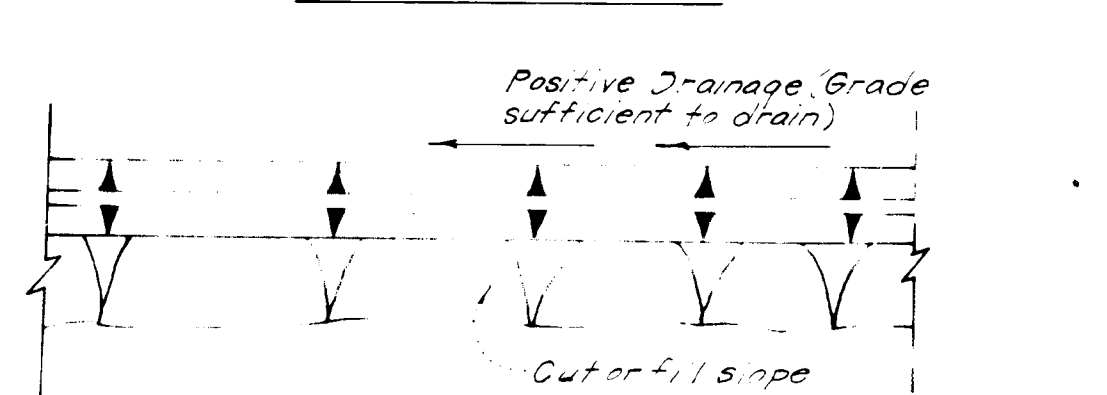 Positive Drainage (Grade
sufficient to drain)
Cut or fill slope